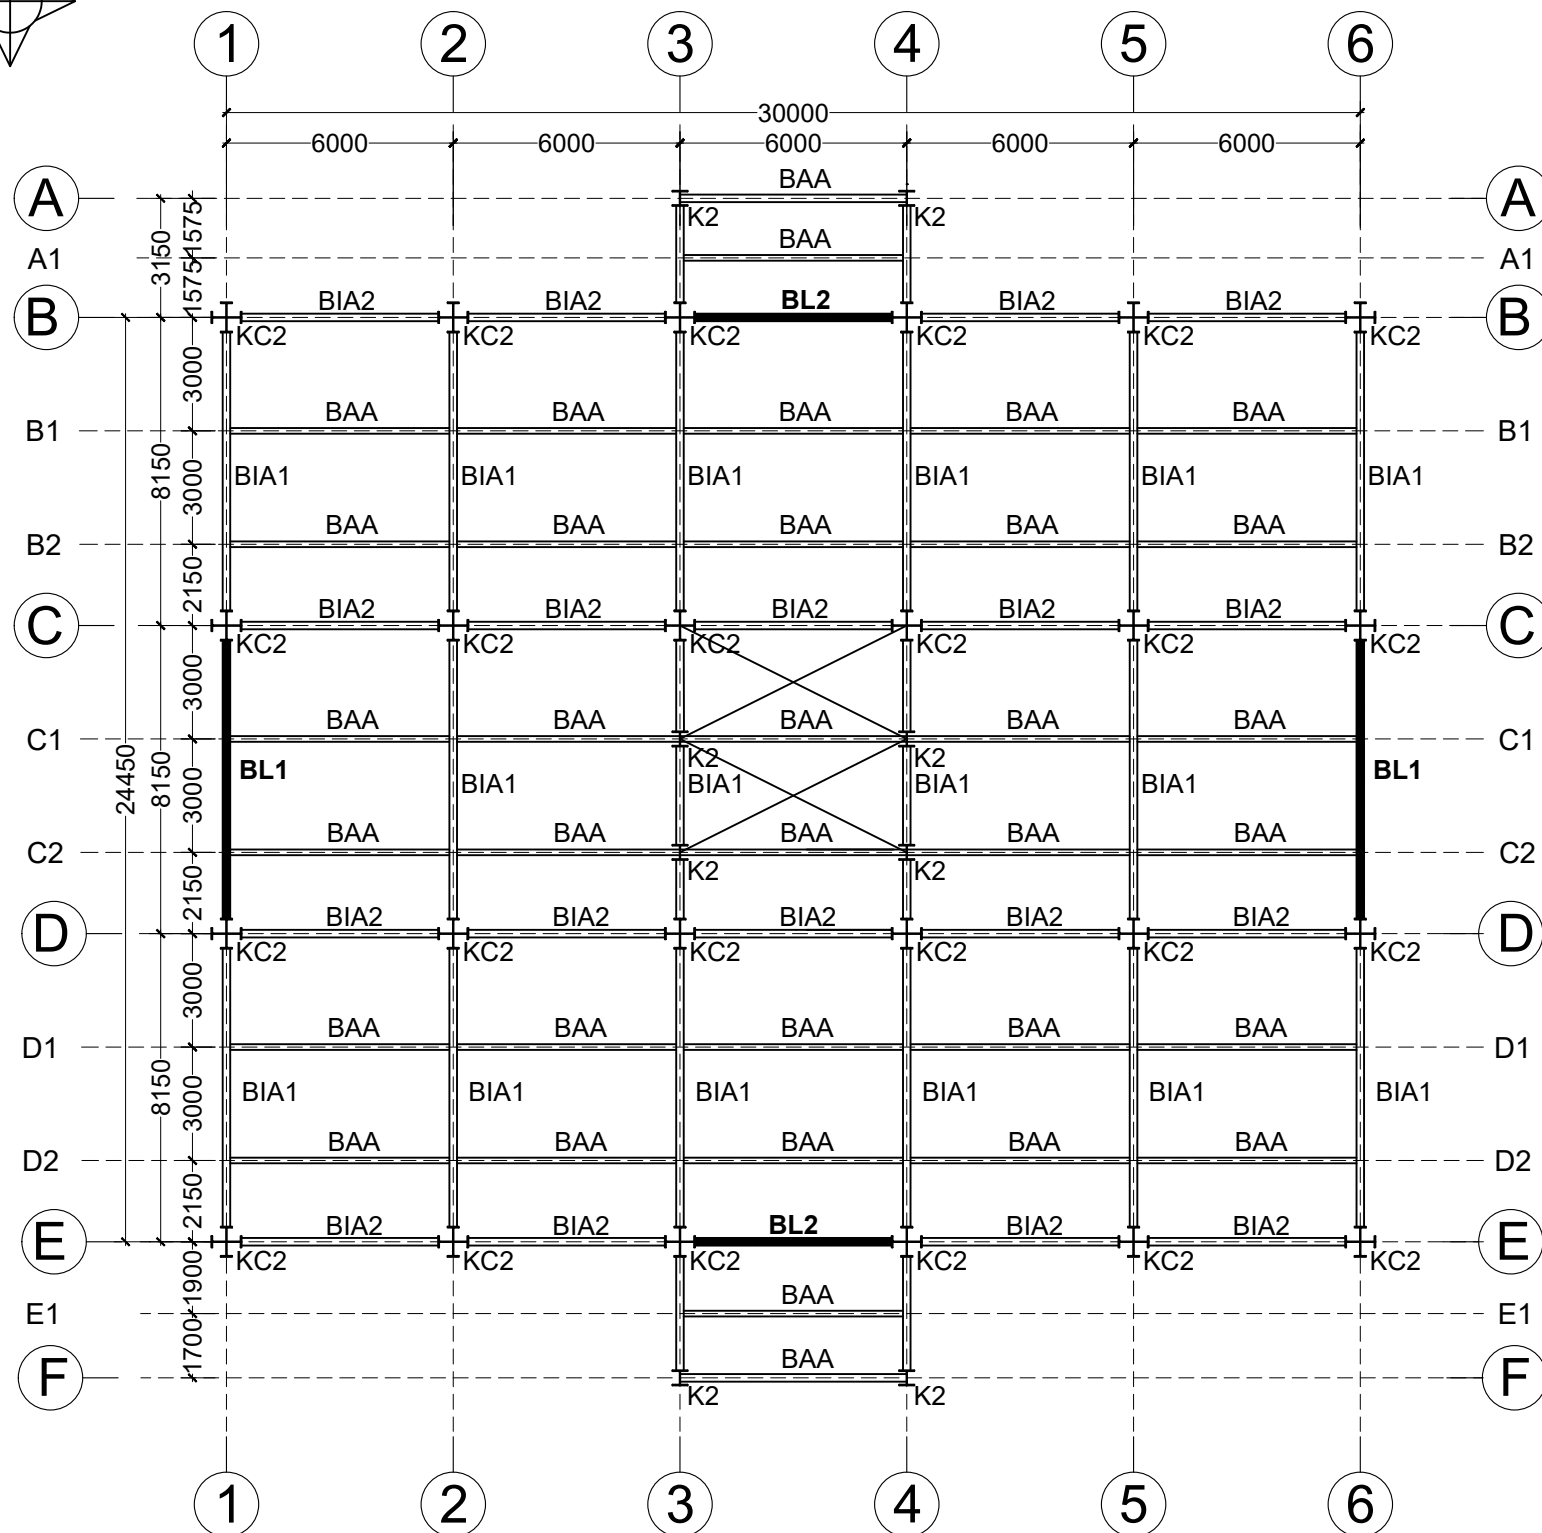 1 2 3 4 5 6
30000
6000 6000 6000 6000 6000
BAA
A A
1575
K2 K2
3150
BAA
A1 A1
1575
BIA2 BIA2 BL2 BIA2 BIA2
B B
KC2 KC2 KC2 KC2 KC2 KC2
3000
BAA BAA BAA BAA BAA
B1 B1
8150
3000
BIA1 BIA1 BIA1 BIA1 BIA1 BIA1
BAA BAA BAA BAA BAA
B2 B2
2150
BIA2 BIA2 BIA2 BIA2 BIA2
C C
KC2 KC2 KC2 KC2 KC2 KC2
3000
BAA BAA BAA BAA BAA
C1 C1
K2 K2
24450
8150
3000
BL1 BIA1 BIA1 BIA1 BIA1 BL1
BAA BAA BAA BAA BAA
C2 C2
K2 K2
2150
BIA2 BIA2 BIA2 BIA2 BIA2
D D
KC2 KC2 KC2 KC2 KC2 KC2
3000
BAA BAA BAA BAA BAA
D1 D1
8150
3000
BIA1 BIA1 BIA1 BIA1 BIA1 BIA1
BAA BAA BAA BAA BAA
D2 D2
2150
BIA2 BIA2 BL2 BIA2 BIA2
E E
KC2 KC2 KC2 KC2 KC2 KC2
1900
BAA
E1 E1
1700
BAA
F F
K2 K2
1 2 3 4 5 6